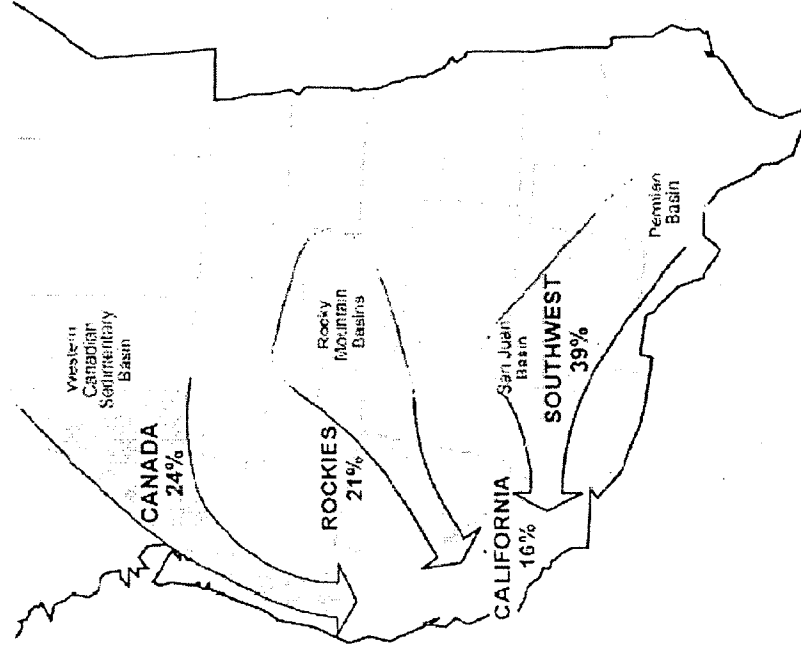 Western
Canadian
Sedimentary
Basin
CANADA
24%
Rocky
Mountain
Basins
ROCKIES
21%
San Juan
Basin
SOUTHWEST
39%
Permian
Basin
CALIFORNIA
16%